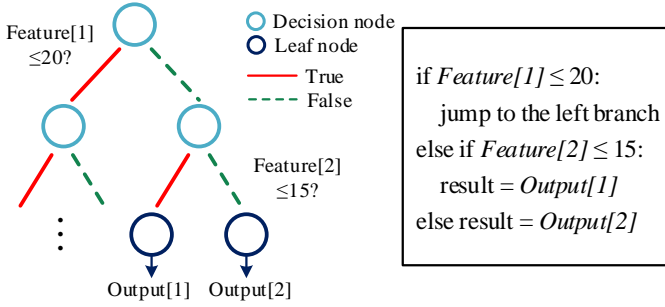 Feature[1]
≤20?
Decision node
Leaf node
True
False
Feature[2]
≤15?
Output[1]
Output[2]
if Feature[1] ≤ 20:
jump to the left branch
else if Feature[2] ≤ 15:
result = Output[1]
else result = Output[2]